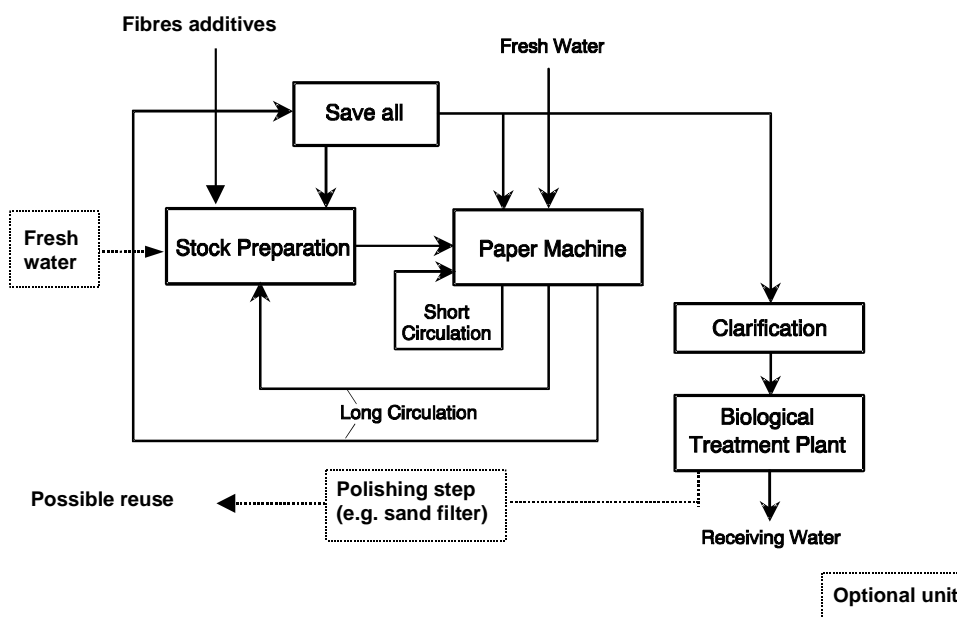 Fibres additives
Fresh Water
Save all
Fresh
water
Stock Preparation
Paper Machine
Short
Circulation
Clarification
Long Circulation
Biological
Treatment Plant
Possible reuse
Polishing step
(e.g. sand filter)
Receiving Water
Optional unit